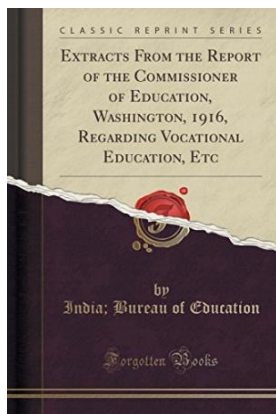 CLASSIC REPRINT SERIES
EXTRACTS FROM THE REPORT
OF THE COMMISSIONER
OF EDUCATION,
WASHINGTON, 1916,
REGARDING VOCATIONAL
EDUCATION, ETC
by
India; Bureau of Education
Forgotten Books